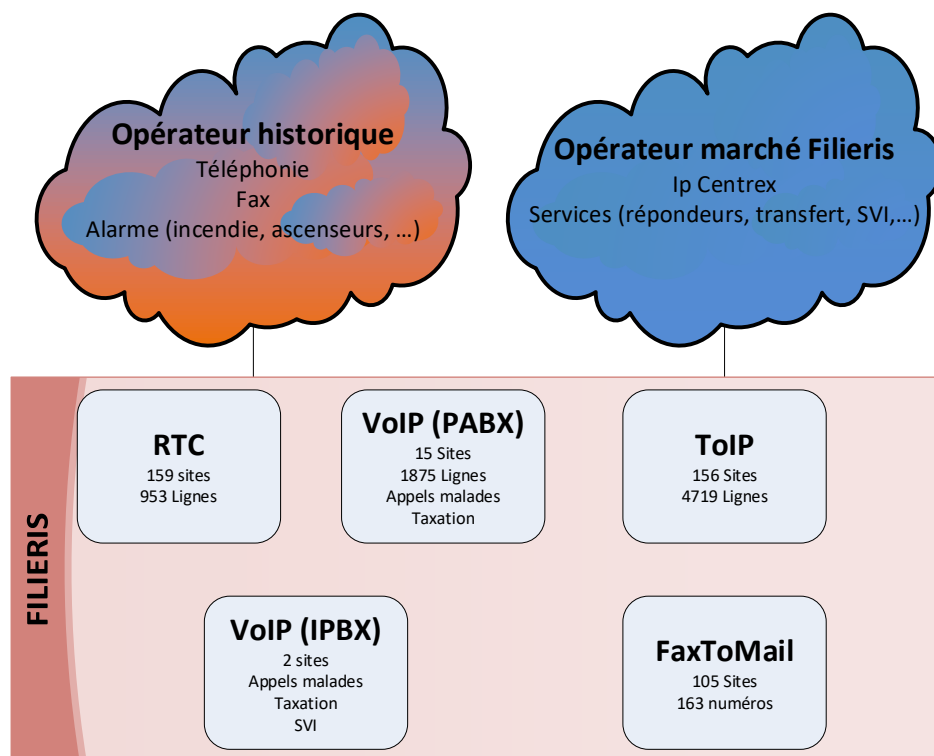 Opérateur historique
Téléphonie
Fax
Alarme (incendie, ascenseurs, ...)
Opérateur marché Filieris
Ip Centrex
Services (répondeurs, transfert, SVI,...)
FILIERIS
RTC
159 sites
953 Lignes
VoIP (PABX)
15 Sites
1875 Lignes
Appels malades
Taxation
ToIP
156 Sites
4719 Lignes
VoIP (IPBX)
2 sites
Appels malades
Taxation
SVI
FaxToMail
105 Sites
163 numéros